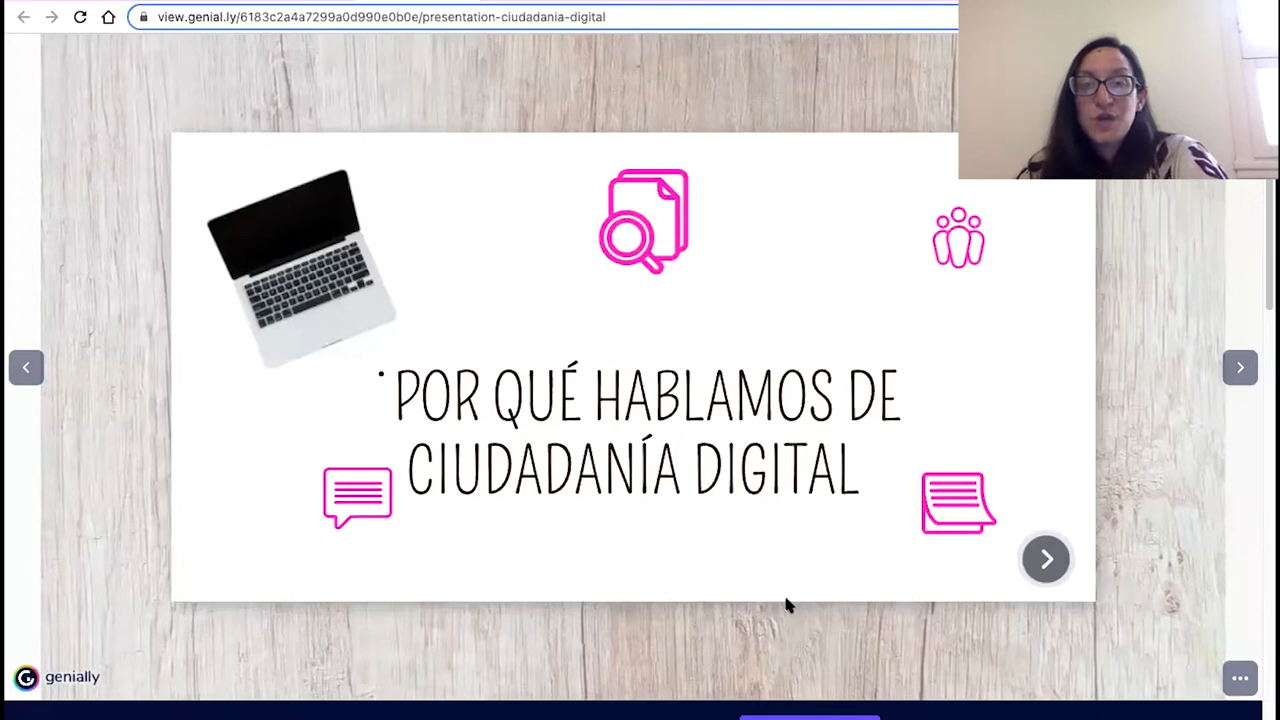 view.genial.ly/6183c2a4a7299a0d990e0b0e/presentation-ciudadania-digital
POR QUÉ HABLAMOS DE
CIUDADANÍA DIGITAL
genially